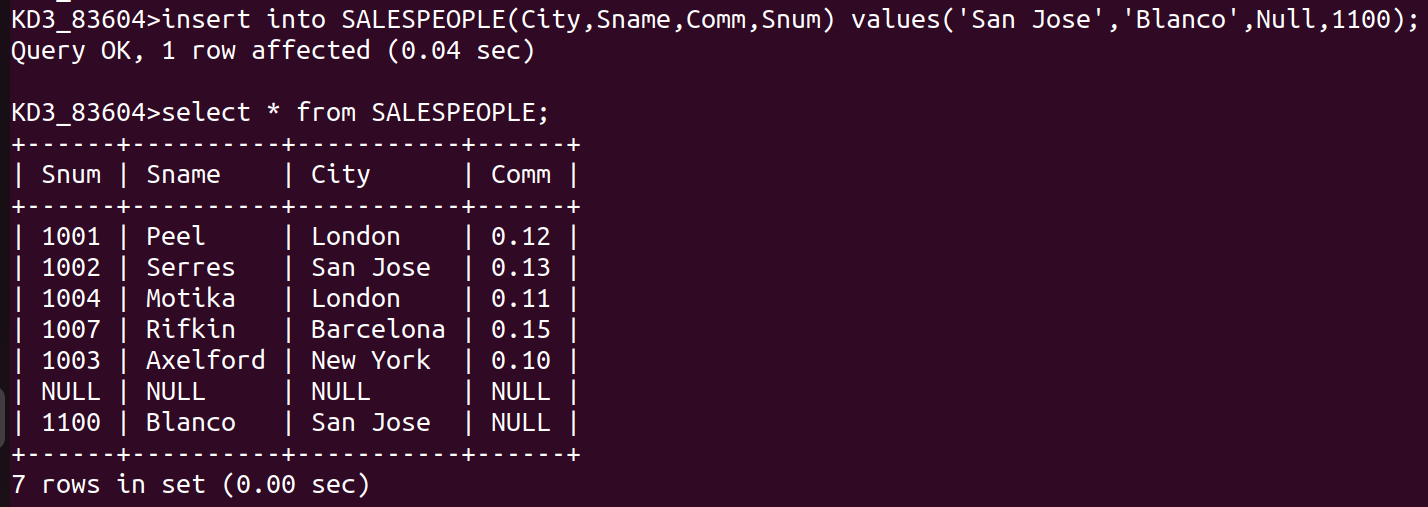 KD3_83604>insert into SALESPEOPLE(City,Sname,Comm,Snum) values('San Jose','Blanco',Null,1100);
Query OK, 1 row affected (0.04 sec)

KD3_83604>select * from SALESPEOPLE;
+------+----------+-----------+------+
| Snum | Sname    | City      | Comm |
+------+----------+-----------+------+
| 1001 | Peel     | London    | 0.12 |
| 1002 | Serres   | San Jose  | 0.13 |
| 1004 | Motika   | London    | 0.11 |
| 1007 | Rifkin   | Barcelona | 0.15 |
| 1003 | Axelford | New York  | 0.10 |
| NULL | NULL     | NULL      | NULL |
| 1100 | Blanco   | San Jose  | NULL |
+------+----------+-----------+------+
7 rows in set (0.00 sec)